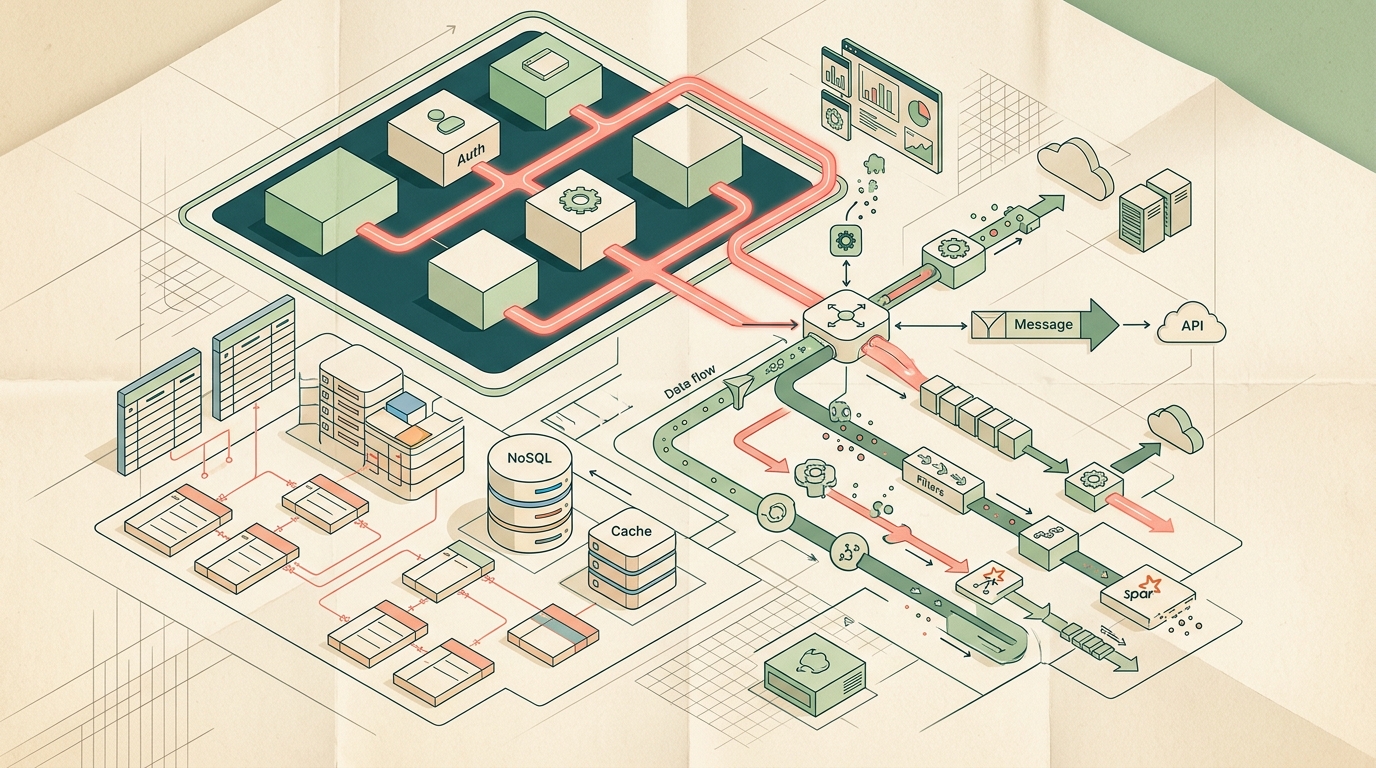 Auth
Message
API
Data flow
NoSQL
Filters
Cache
Spar